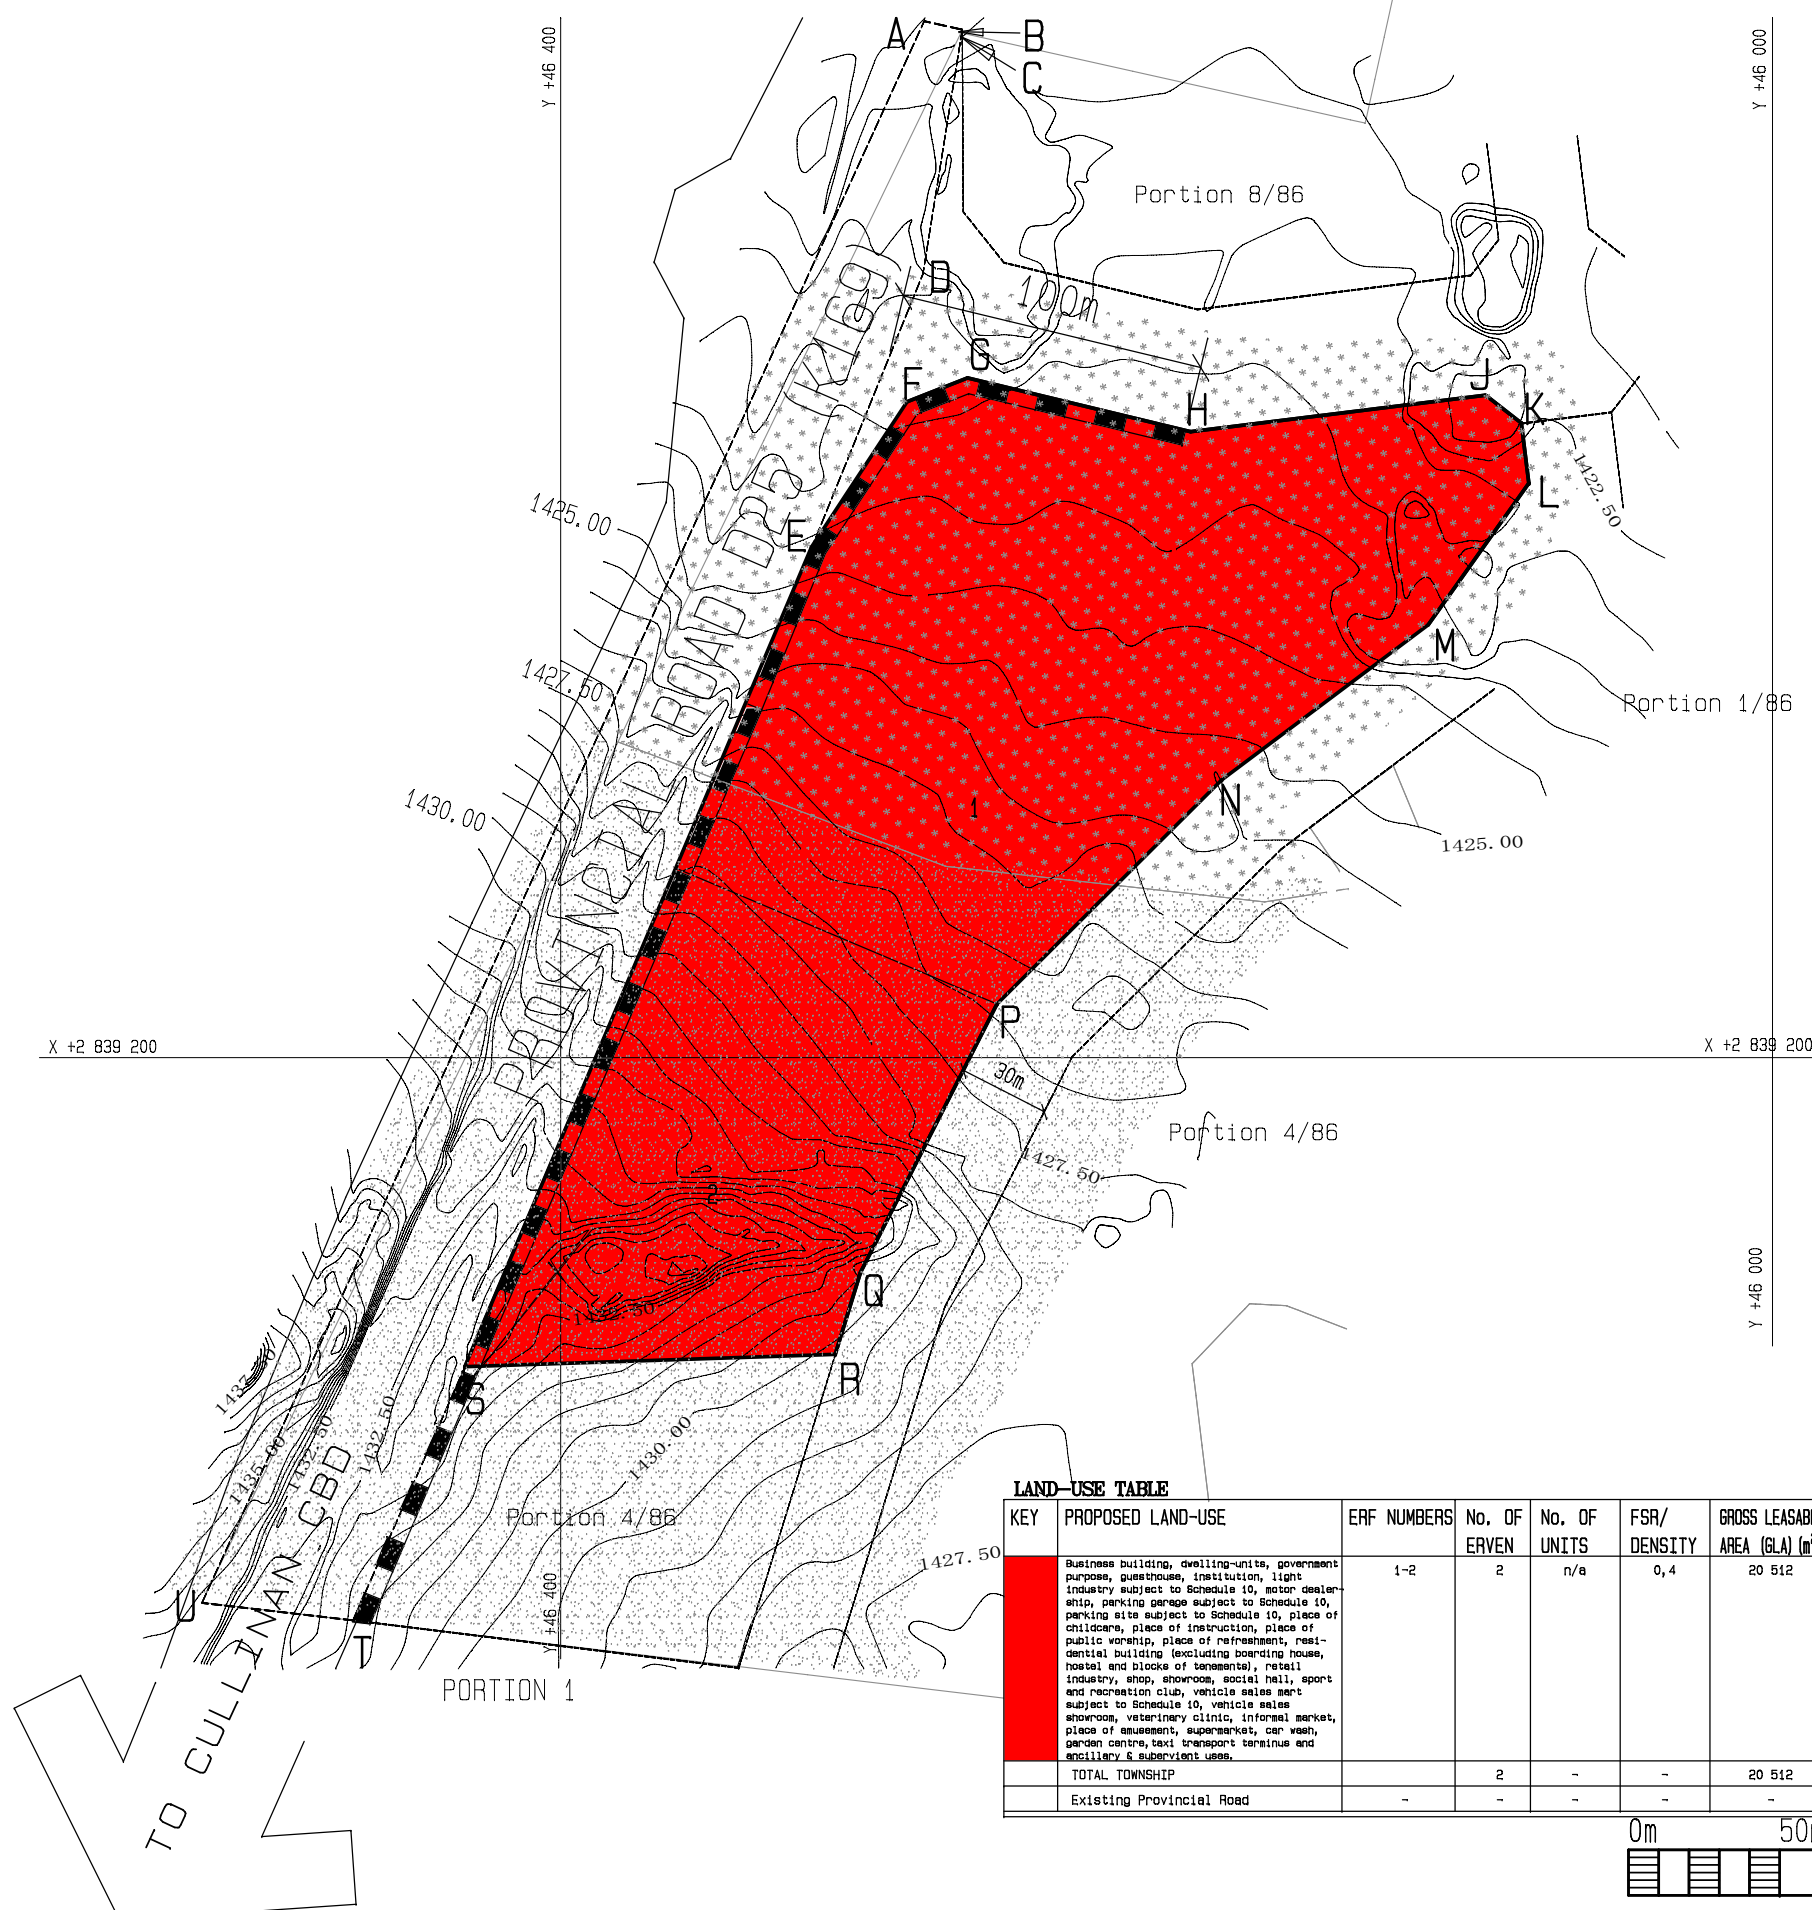 A
B
C
Y +46 400
Y +46 000
Portion 8/86
D
100m
G
F
H
J
K
L
E
1425.00
1422.50
M
1427.50
Portion 1/86
PROVINCIAL ROAD D25 (K169)
1430.00
1
N
1425.00
P
X +2 839 200
X +2 839 200
30m
Portion 4/86
1427.50
2
Q
Y +46 000
R
S
1432.50
1432.50
1435.00
1430.00
Portion 4/86
1427.50
Y +46 400
U
T
PORTION 1
TO CULLINAN CBD
LAND-USE TABLE
KEY PROPOSED LAND-USE ERF NUMBERS No. OF ERVEN No. OF UNITS FSR/ DENSITY
Business building, dwelling-units, government
purpose, guesthouse, institution, light
industry subject to Schedule 10, motor dealer-
ship, parking garage subject to Schedule 10,
parking site subject to Schedule 10, place of
childcare, place of instruction, place of
public worship, place of refreshment, resi-
dential building (excluding boarding house,
hostel and blocks of tenements), retail
industry, shop, showroom, social hall, sport
and recreation club, vehicle sales mart
subject to Schedule 10, vehicle sales
showroom, veterinary clinic, informal market,
place of amusement, supermarket, car wash,
garden centre, taxi transport terminus and
ancillary & subervient uses.
1-2 2 n/a 0,4 20 512
TOTAL TOWNSHIP 2 - - 20 512
Existing Provincial Road - - - - -
0m 50